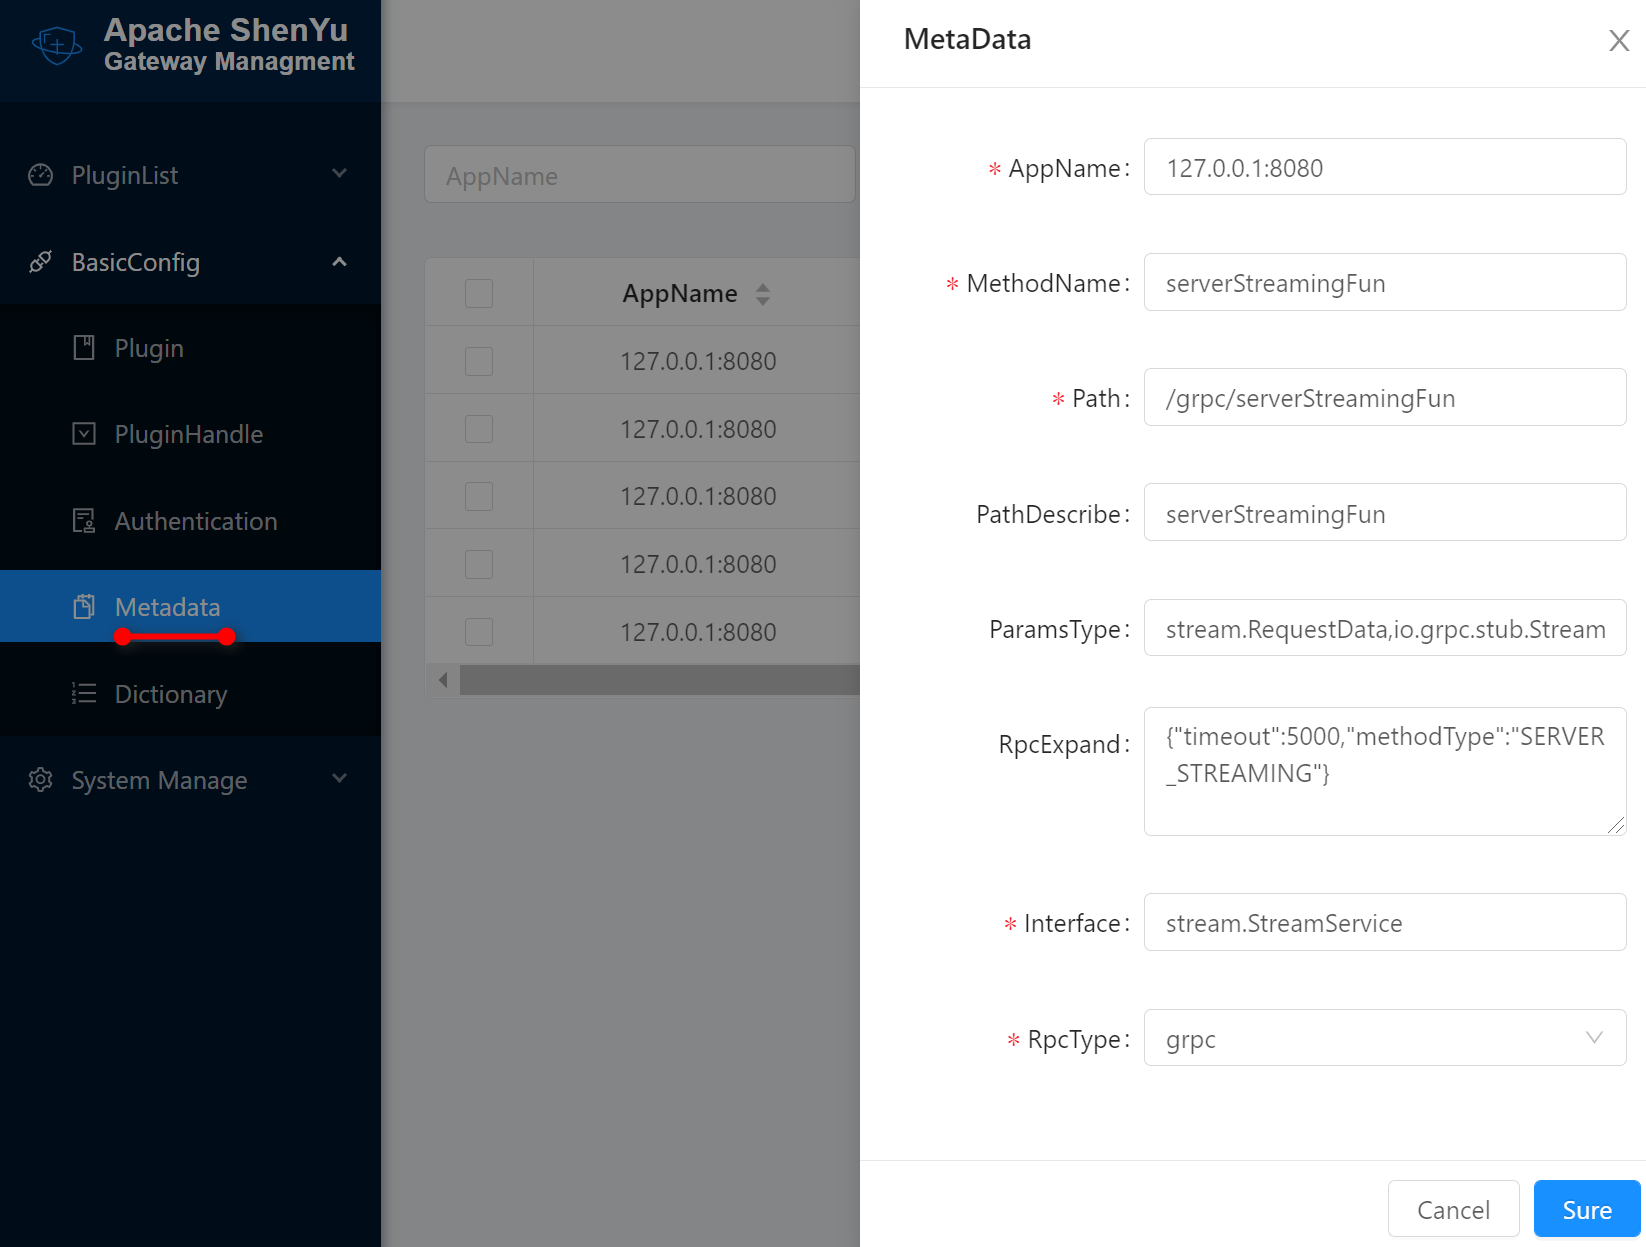 Apache ShenYu
Gateway Managment
PluginList
BasicConfig
Plugin
PluginHandle
Authentication
Metadata
Dictionary
System Manage
AppName
AppName
127.0.0.1:8080
127.0.0.1:8080
127.0.0.1:8080
127.0.0.1:8080
127.0.0.1:8080
MetaData
* AppName: 127.0.0.1:8080
* MethodName: serverStreamingFun
* Path: /grpc/serverStreamingFun
PathDescribe: serverStreamingFun
ParamsType: stream.RequestData,io.grpc.stub.Stream
RpcExpand: {"timeout":5000,"methodType":"SERVER
_STREAMING"}
* Interface: stream.StreamService
* RpcType: grpc
Cancel
Sure